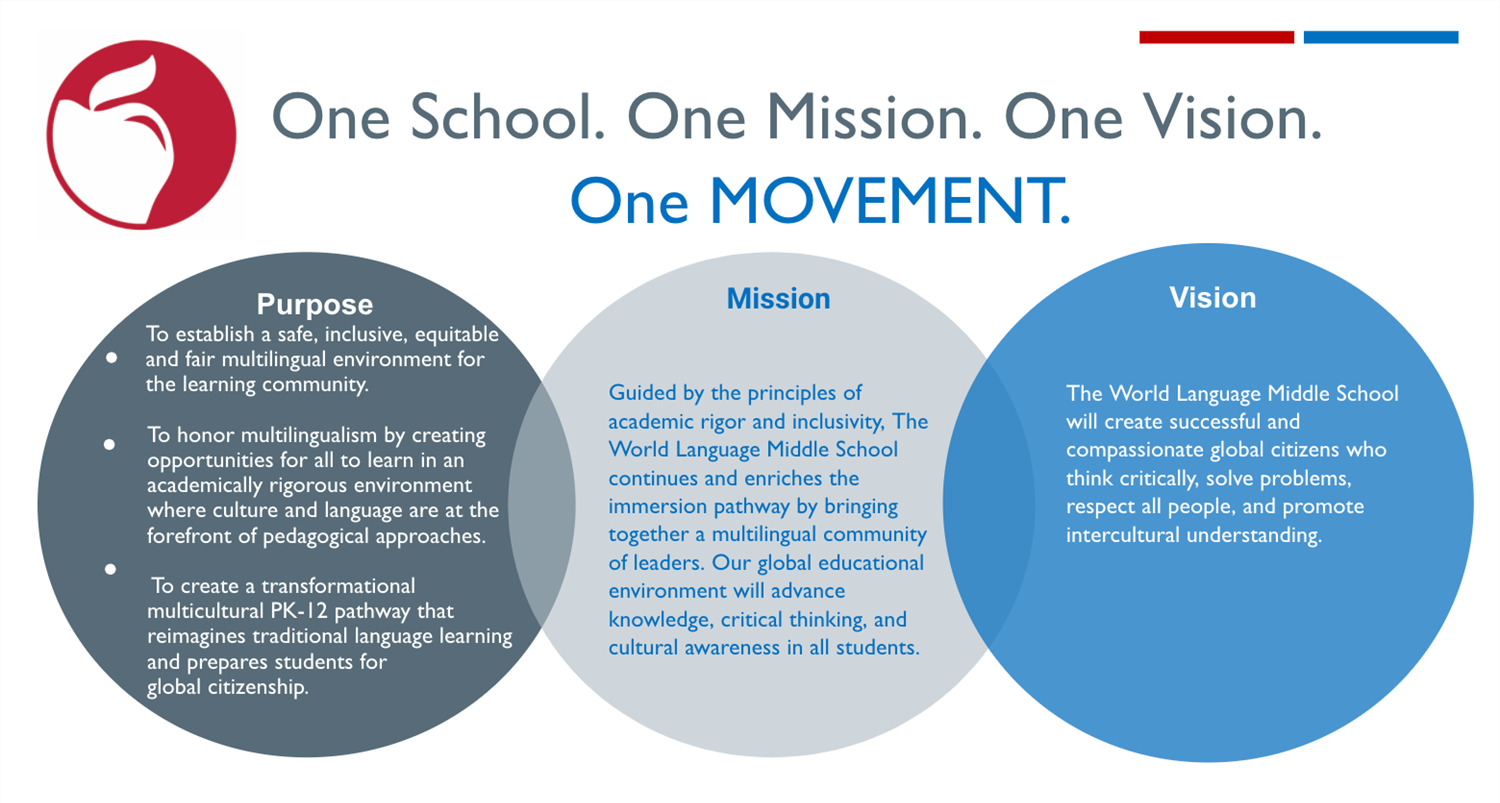 One School. One Mission. One Vision.
One MOVEMENT.
Purpose
To establish a safe, inclusive, equitable
and fair multilingual environment for
the learning community.
To honor multilingualism by creating
opportunities for all to learn in an
academically rigorous environment
where culture and language are at the
forefront of pedagogical approaches.
To create a transformational
multicultural PK-12 pathway that
reimagines traditional language learning
and prepares students for
global citizenship.
Mission
Guided by the principles of
academic rigor and inclusivity, The
World Language Middle School
continues and enriches the
immersion pathway by bringing
together a multilingual community
of leaders. Our global educational
environment will advance
knowledge, critical thinking, and
cultural awareness in all students.
Vision
The World Language Middle School
will create successful and
compassionate global citizens who
think critically, solve problems,
respect all people, and promote
intercultural understanding.